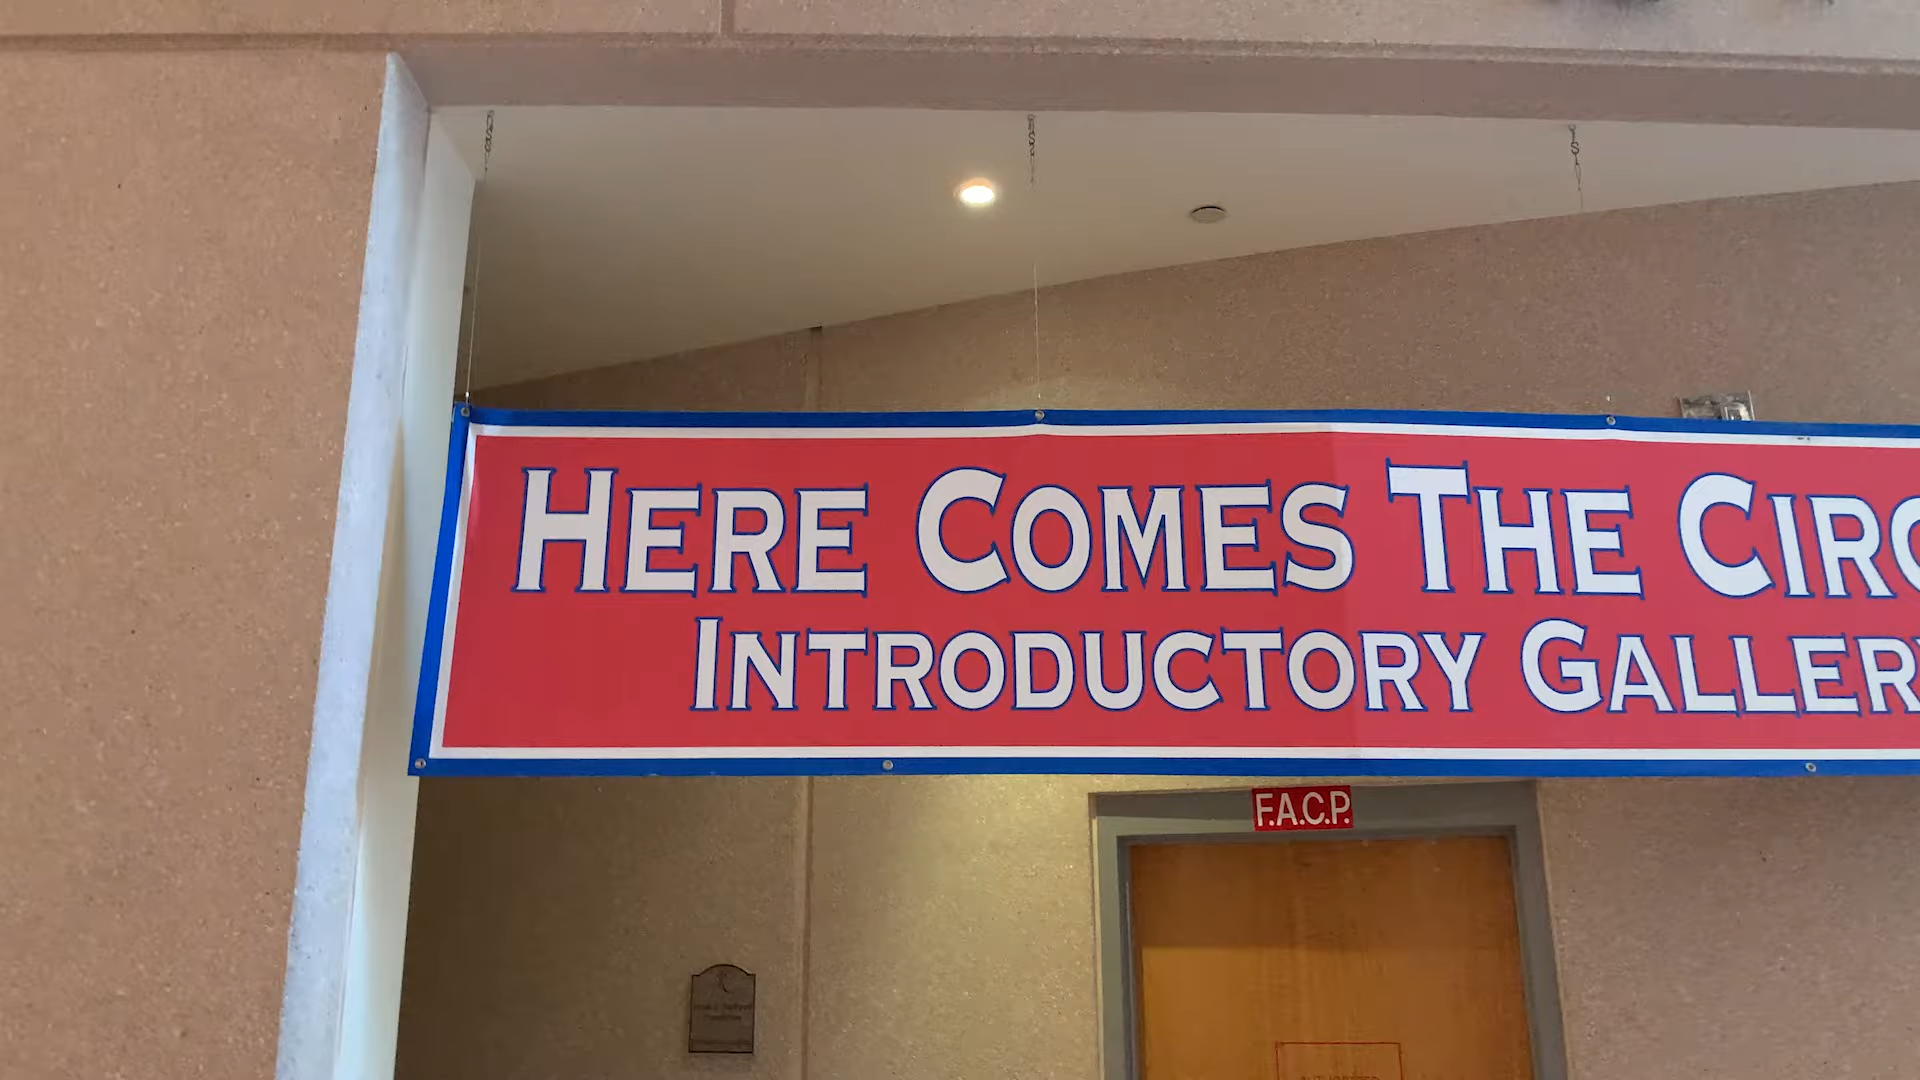 HERE COMES THE CIRC
INTRODUCTORY GALLER
F.A.C.P.